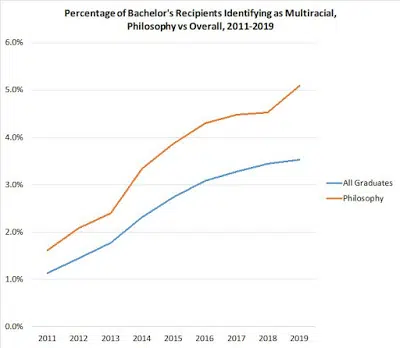 Percentage of Bachelor's Recipients Identifying as Multiracial,
Philosophy vs Overall, 2011-2019
6.0%
5.0%
4.0%
3.0%
2.0%
1.0%
0.0%
2011 2012 2013 2014 2015 2016 2017 2018 2019
All Graduates
Philosophy